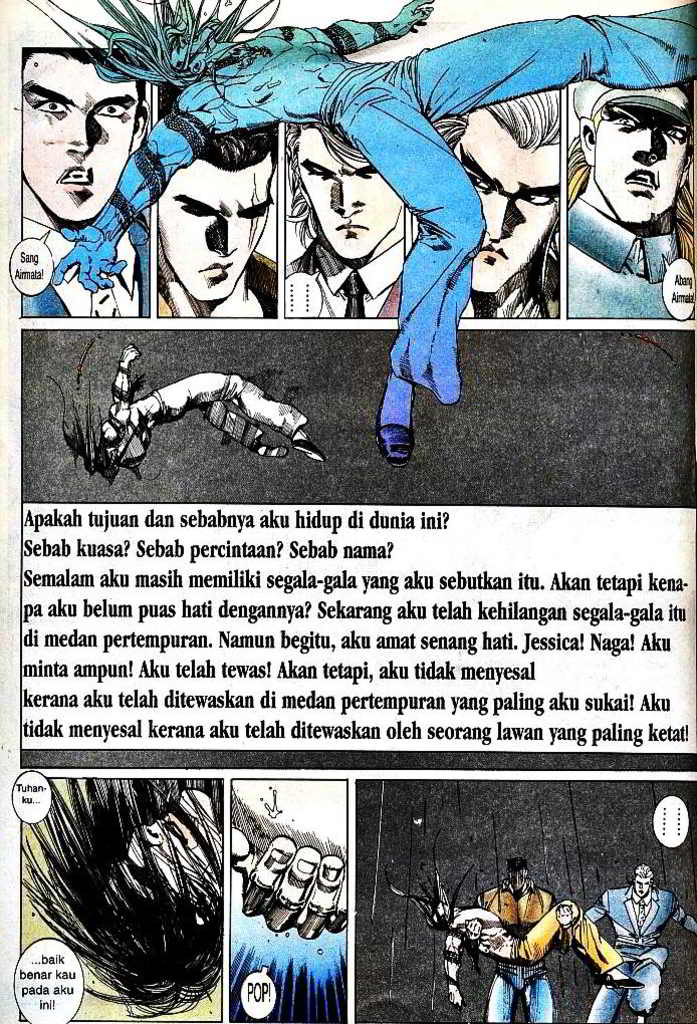 Sang
Airmata!
Abang
Airmata!
Apakah tujuan dan sebabnya aku hidup di dunia ini?
Sebab kuasa? Sebab percintaan? Sebab nama?
Semalam aku masih memiliki segala-gala yang aku sebutkan itu. Akan tetapi kena-
pa aku belum puas hati dengannya? Sekarang aku telah kehilangan segala-gala itu
di medan pertempuran. Namun begitu, aku amat senang hati. Jessica! Naga! Aku
minta ampun! Aku telah tewas! Akan tetapi, aku tidak menyesal
kerana aku telah ditewaskan di medan pertempuran yang paling aku sukai! Aku
tidak menyesal kerana aku telah ditewaskan oleh seorang lawan yang paling ketat!
Tuhan-
ku...
...baik
benar kau
pada aku
ini!
POP!